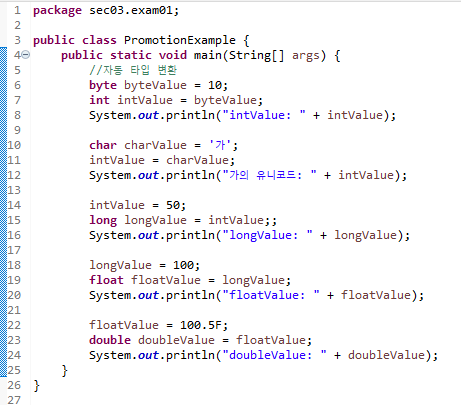 1 package sec03.exam01;
2
3 public class PromotionExample {
4 public static void main(String[] args) {
5 //자동 타입 변환
6 byte byteValue = 10;
7 int intValue = byteValue;
8 System.out.println("intValue: " + intValue);
9
10 char charValue = '가';
11 intValue = charValue;
12 System.out.println("가의 유니코드: " + intValue);
13
14 intValue = 50;
15 long longValue = intValue;;
16 System.out.println("longValue: " + longValue);
17
18 longValue = 100;
19 float floatValue = longValue;
20 System.out.println("floatValue: " + floatValue);
21
22 floatValue = 100.5F;
23 double doubleValue = floatValue;
24 System.out.println("doubleValue: " + doubleValue);
25 }
26 }
27